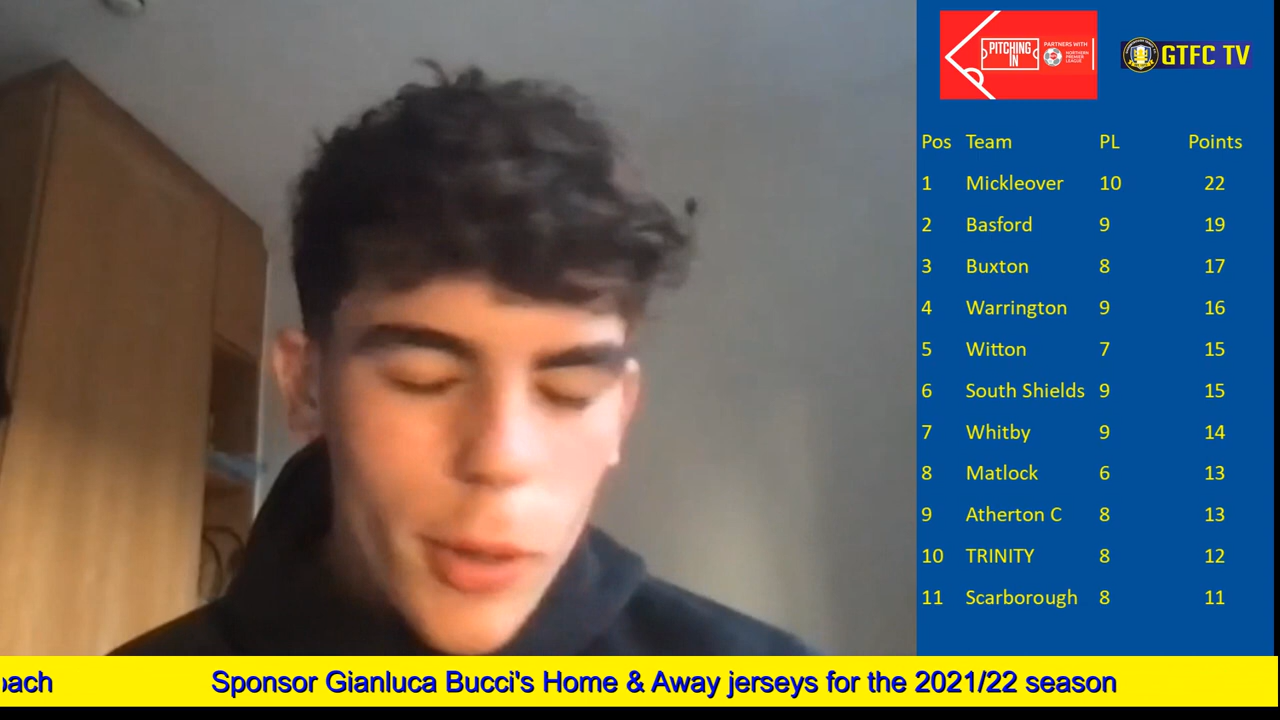 PITCHING
IN
PARTNERS WITH
NORTHERN
PREMIER
LEAGUE
GTFC TV
Pos Team PL Points
1 Mickleover 10 22
2 Basford 9 19
3 Buxton 8 17
4 Warrington 9 16
5 Witton 7 15
6 South Shields 9 15
7 Whitby 9 14
8 Matlock 6 13
9 Atherton C 8 13
10 TRINITY 8 12
11 Scarborough 8 11
Sponsor Gianluca Bucci's Home & Away jerseys for the 2021/22 season